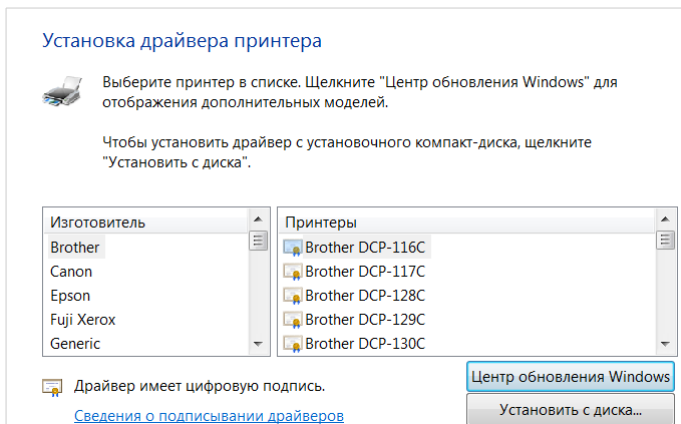 Установка драйвера принтера
Выберите принтер в списке. Щелкните "Центр обновления Windows" для
отображения дополнительных моделей.
Чтобы установить драйвер с установочного компакт-диска, щелкните
"Установить с диска".
Изготовитель
Brother
Canon
Epson
Fuji Xerox
Generic
Принтеры
Brother DCP-116C
Brother DCP-117C
Brother DCP-128C
Brother DCP-129C
Brother DCP-130C
Драйвер имеет цифровую подпись.
Сведения о подписывании драйверов
Центр обновления Windows
Установить с диска...